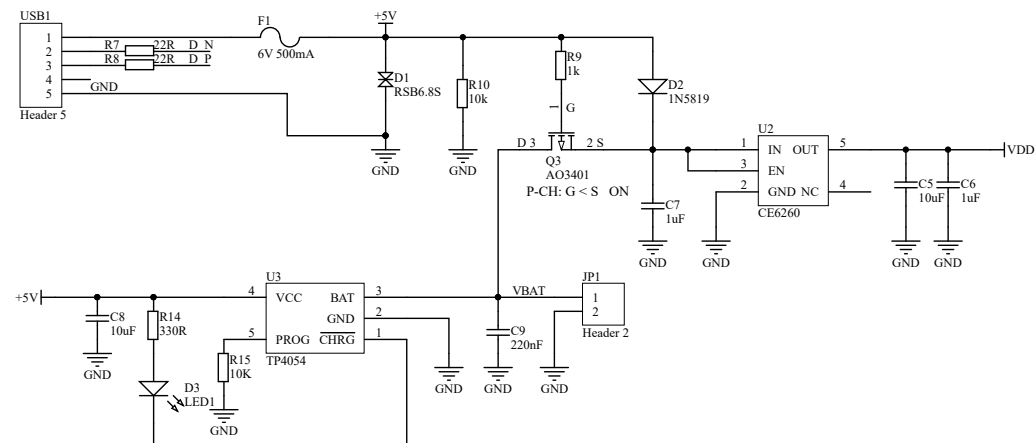 USB1
1
2
3
4
5
Header 5
R7 22R D_N
R8 22R D_P
GND
F1
6V 500mA
+5V
D1
RSB6.8S
GND
R10
10k
GND
R9
1k
1 G
D 3
2 S
Q3
AO3401
P-CH: G < S ON
D2
1N5819
C7
1uF
GND
GND
U2
1 IN OUT 5
3 EN
2 GND NC 4
CE6260
VDD
C5
10uF
GND
C6
1uF
GND
+5V
C8
10uF
GND
R14
330R
D3
LED1
R15
10K
GND
U3
4 VCC BAT 3
GND 2
5 PROG CHRG 1
TP4054
GND
VBAT
C9
220nF
GND
JP1
1
2
Header 2
GND